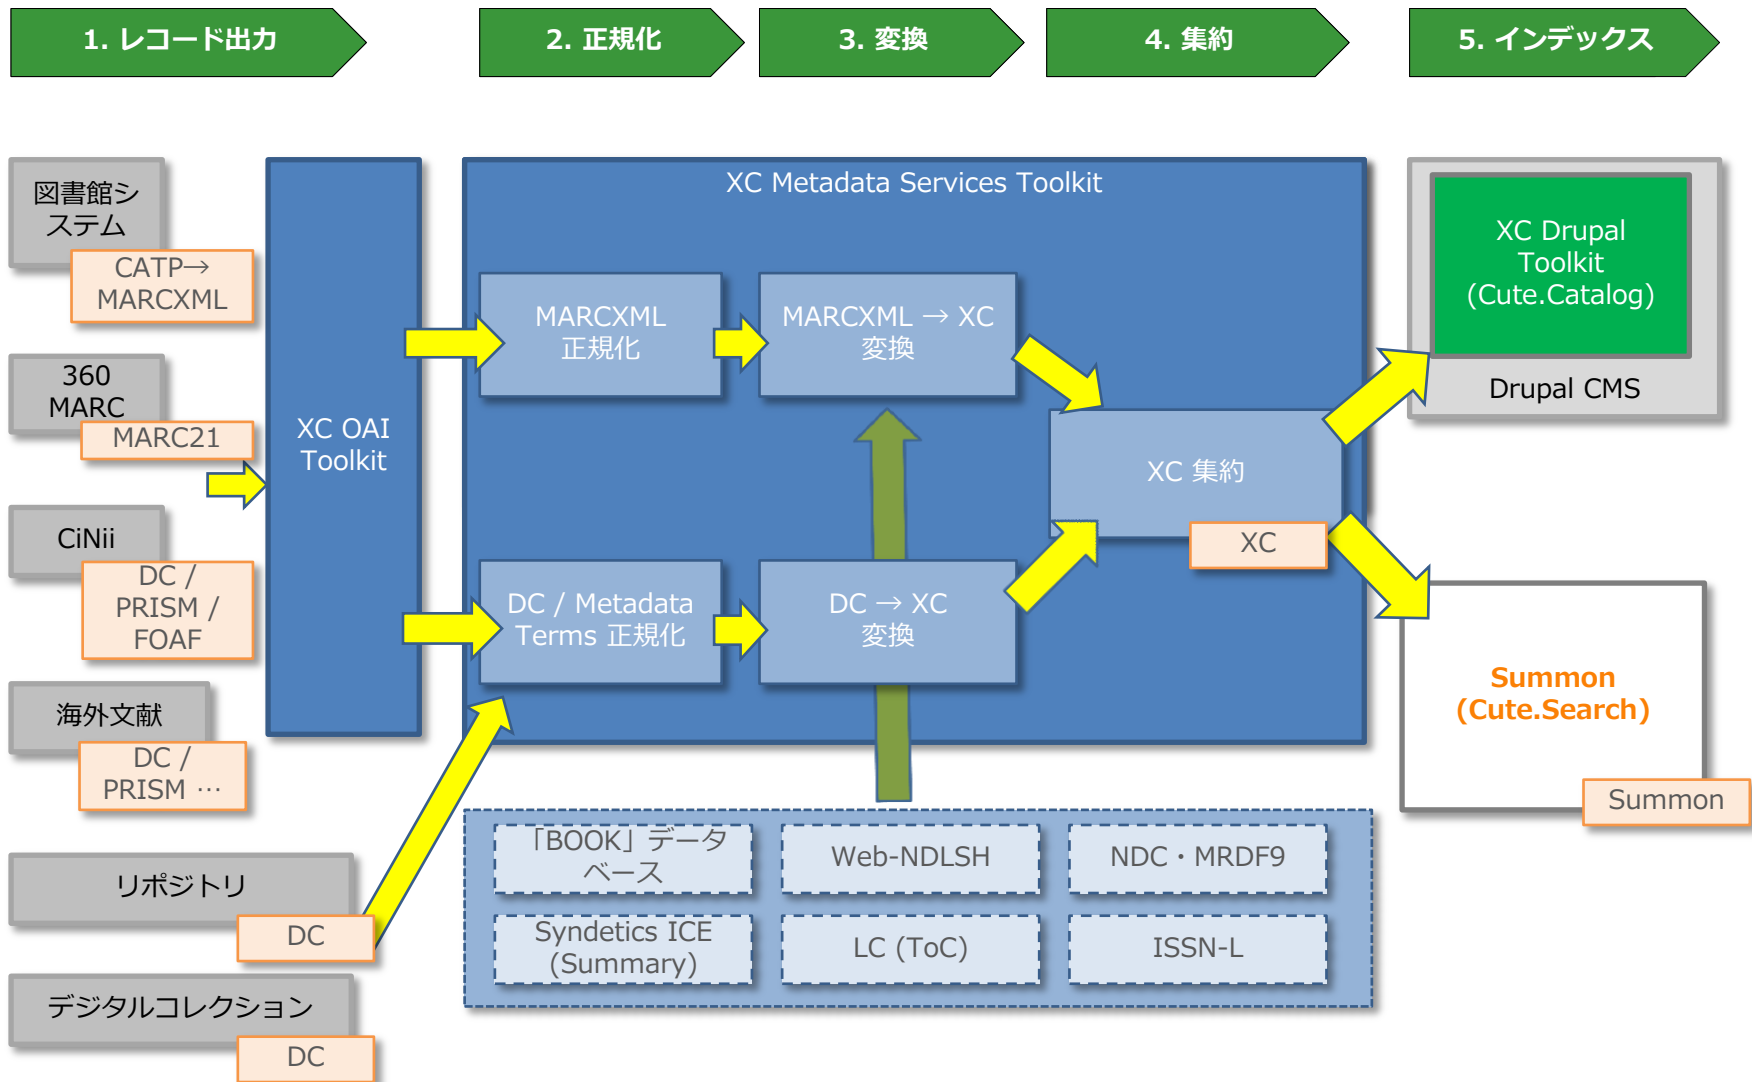 1. レコード出力
2. 正規化
3. 変換
4. 集約
5. インデックス
図書館シ
ステム
CATP→
MARCXML
360
MARC
MARC21
CiNii
DC /
PRISM /
FOAF
海外文献
DC /
PRISM …
リポジトリ
DC
デジタルコレクション
DC
XC OAI
Toolkit
XC Metadata Services Toolkit
MARCXML
正規化
MARCXML → XC
変換
DC / Metadata
Terms 正規化
DC → XC
変換
XC 集約
XC
「BOOK」データ
ベース
Web-NDLSH
NDC・MRDF9
Syndetics ICE
(Summary)
LC (ToC)
ISSN-L
XC Drupal
Toolkit
(Cute.Catalog)
Drupal CMS
Summon
(Cute.Search)
Summon